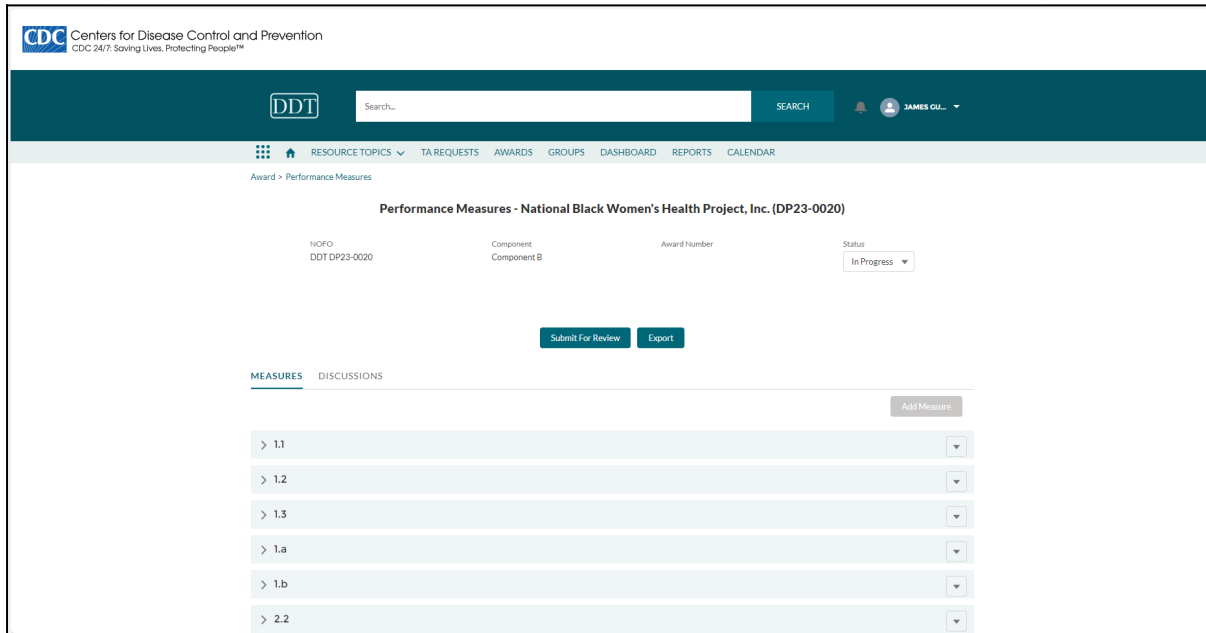 CDC Centers for Disease Control and Prevention
CDC 24/7: Saving Lives, Protecting People™
DDT Search... SEARCH JAMES GU...
RESOURCE TOPICS TA REQUESTS AWARDS GROUPS DASHBOARD REPORTS CALENDAR
Award > Performance Measures
Performance Measures - National Black Women's Health Project, Inc. (DP23-0020)
NOFO Component Award Number Status
DDT DP23-0020 Component B In Progress
Submit For Review Export
MEASURES DISCUSSIONS
Add Measure
1.1
1.2
1.3
1.a
1.b
2.2